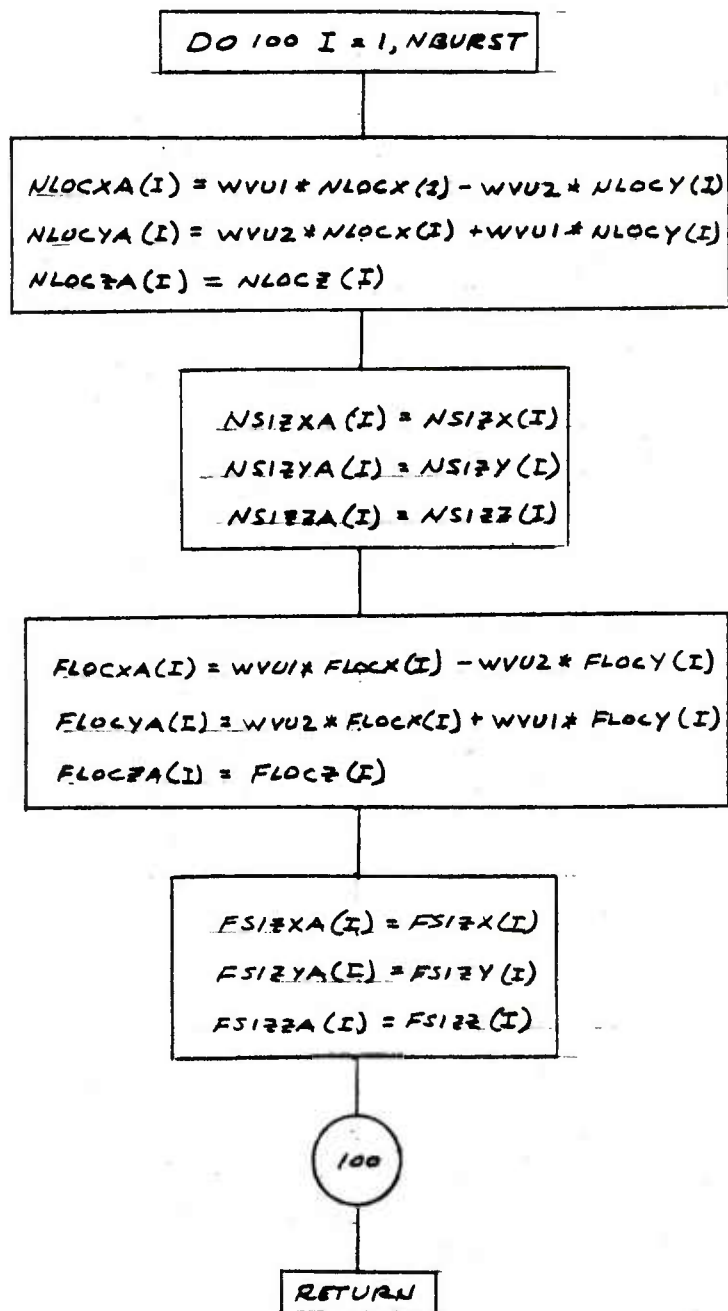 DO 100 I = 1, NBURST
NLOCXA(I) = WVU1 * NLOCX(I) - WVU2 * NLOCY(I)
NLOCYA(I) = WVU2 * NLOCX(I) + WVU1 * NLOCY(I)
NLOCZA(I) = NLOCZ(I)
NSIZXA(I) = NSIZX(I)
NSIZYA(I) = NSIZY(I)
NSIZZA(I) = NSIZZ(I)
FLOCXA(I) = WVU1 * FLOCX(I) - WVU2 * FLOCY(I)
FLOCYA(I) = WVU2 * FLOCX(I) + WVU1 * FLOCY(I)
FLOCZA(I) = FLOCZ(I)
FSIZXA(I) = FSIZX(I)
FSIZYA(I) = FSIZY(I)
FSIZZA(I) = FSIZZ(I)
100
RETURN